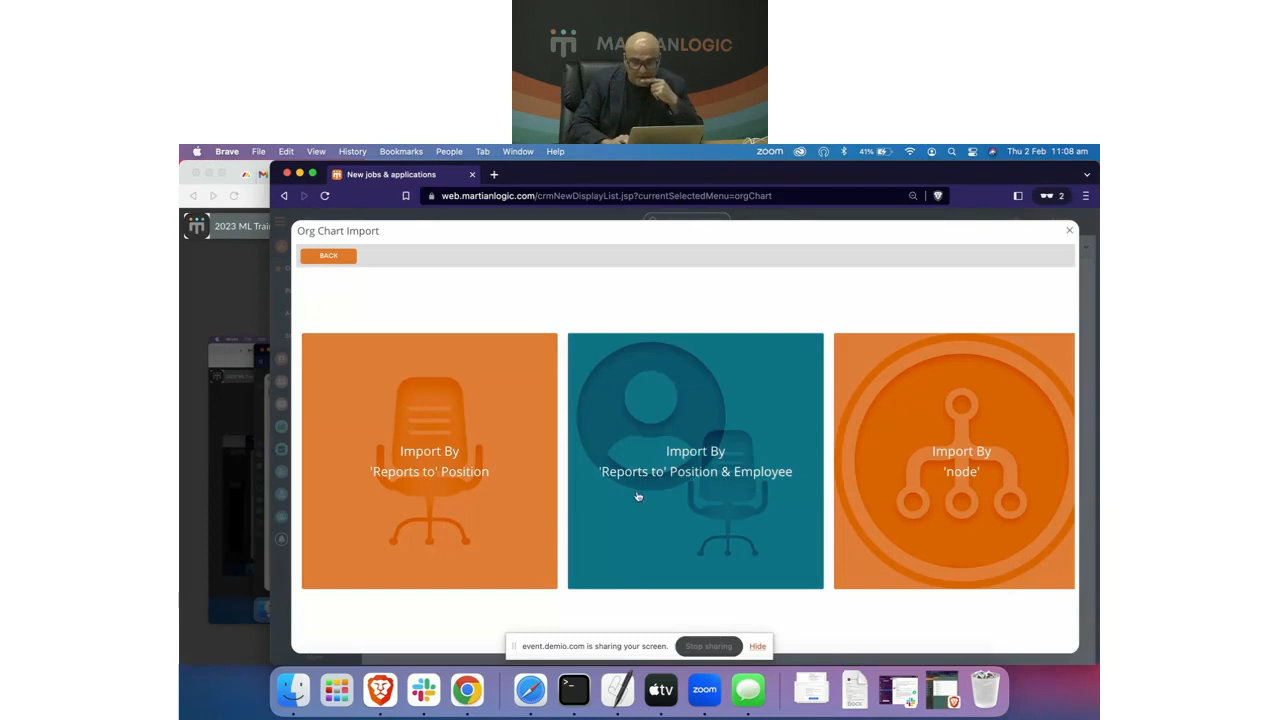 MARTIANLOGIC
Brave File Edit View History Bookmarks People Tab Window Help
zoom 41% Thu 2 Feb 11:08 am
New jobs & applications
web.martianlogic.com/crmNewDisplayList.jsp?currentSelectedMenu=orgChart
2
2023 ML Trai
Org Chart Import
BACK
Import By
'Reports to' Position
Import By
'Reports to' Position & Employee
Import By
'node'
event.demio.com is sharing your screen. Stop sharing Hide
tv
zoom
DOCX